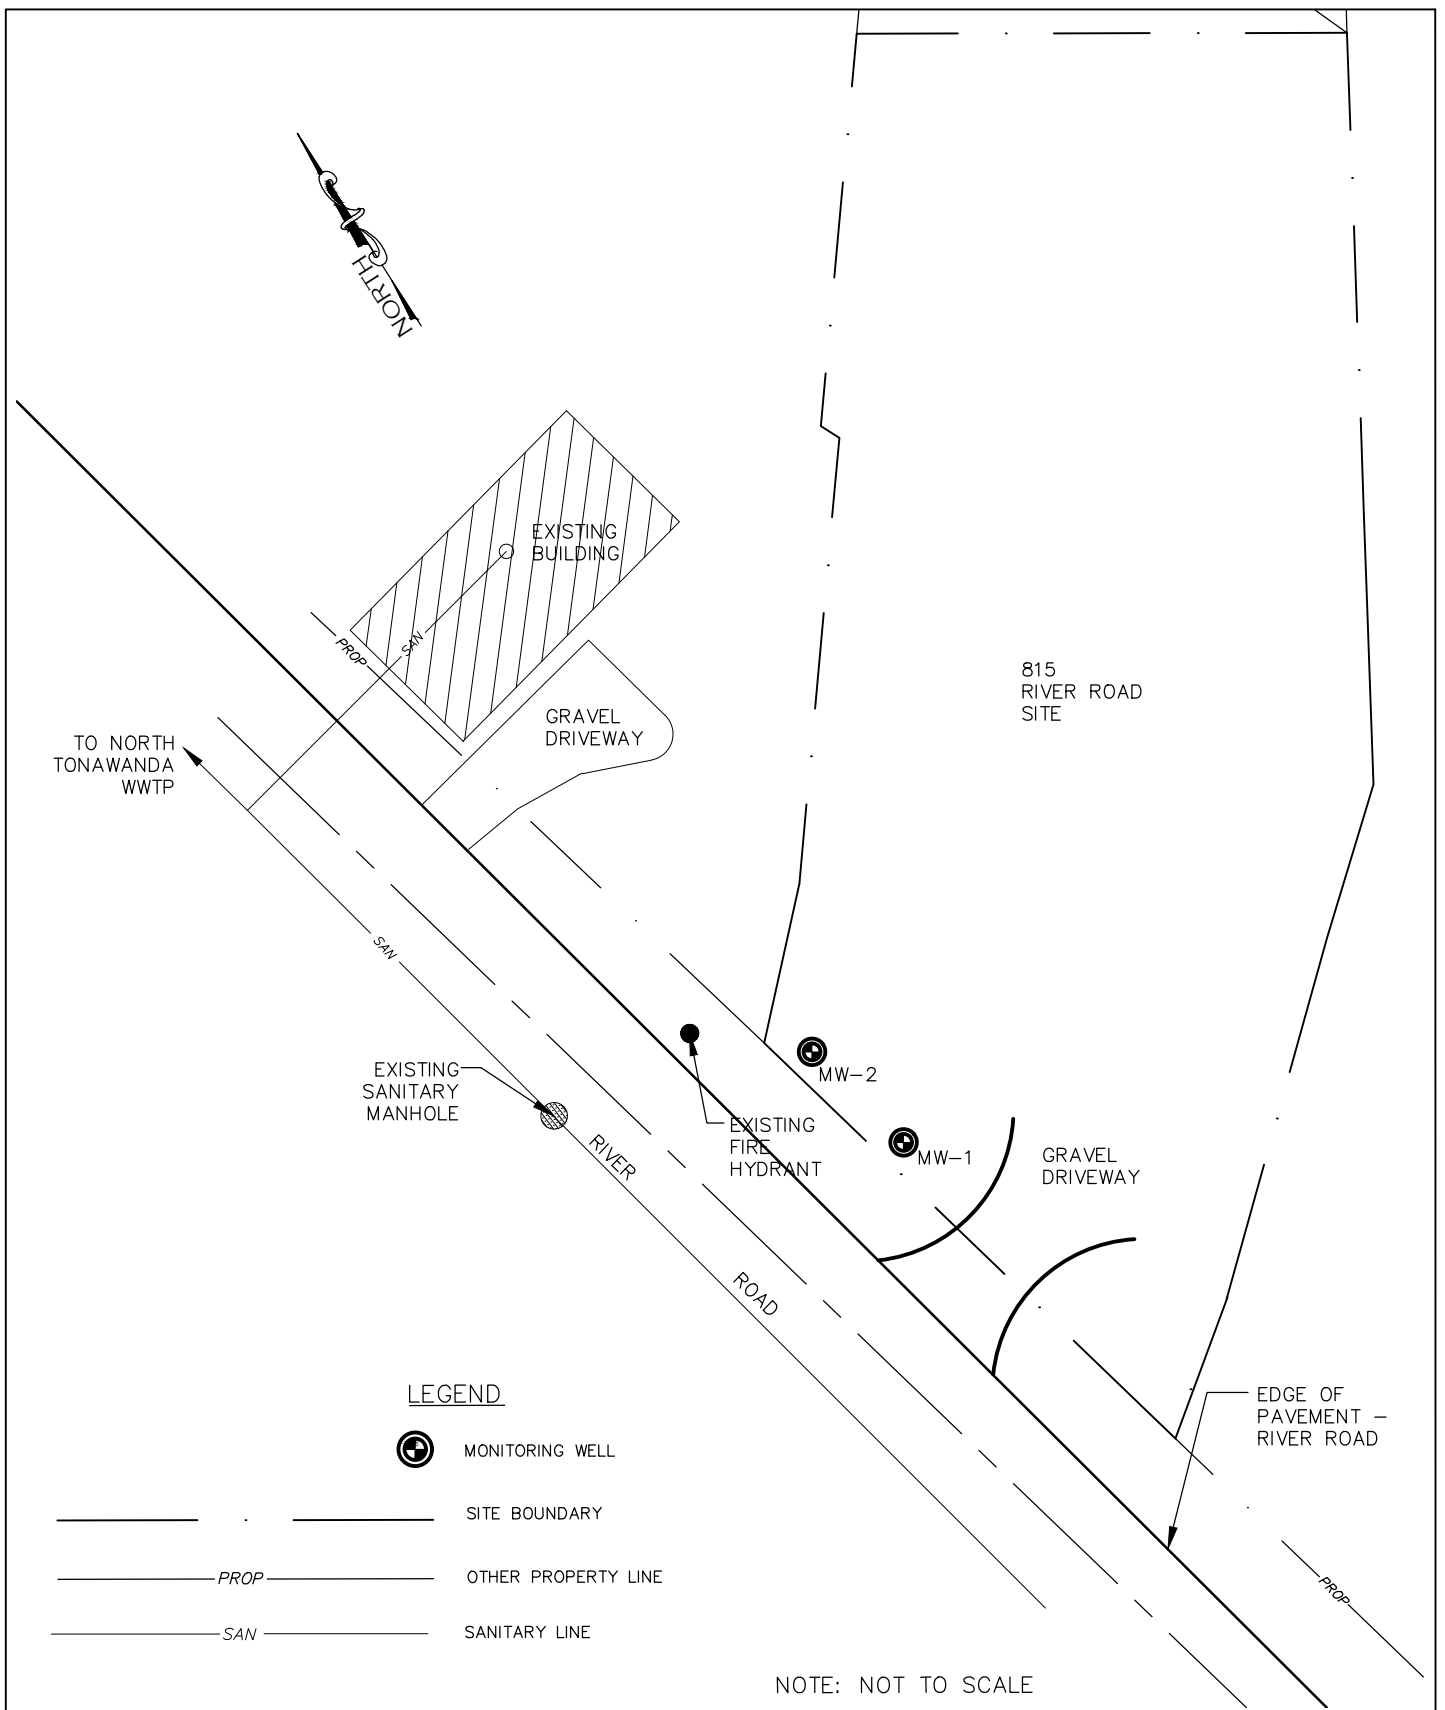 NORTH
EXISTING
BUILDING
PROP
SAN
GRAVEL
DRIVEWAY
815
RIVER ROAD
SITE
TO NORTH
TONAWANDA
WWTP
SAN
EXISTING
SANITARY
MANHOLE
MW-2
EXISTING
FIRE
HYDRANT
MW-1
GRAVEL
DRIVEWAY
RIVER
ROAD
EDGE OF
PAVEMENT -
RIVER ROAD
PROP
LEGEND
MONITORING WELL
SITE BOUNDARY
PROP
OTHER PROPERTY LINE
SAN
SANITARY LINE
NOTE: NOT TO SCALE